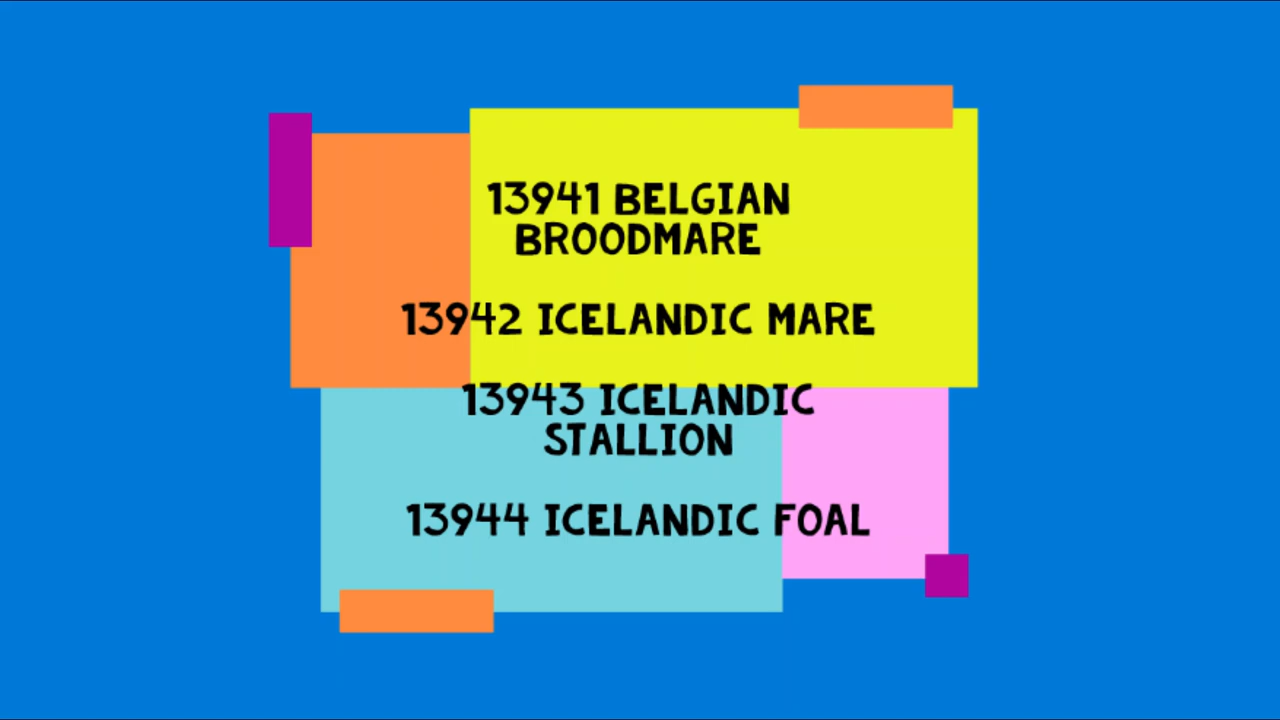 13941 BELGIAN
BROODMARE
13942 ICELANDIC MARE
13943 ICELANDIC
STALLION
13944 ICELANDIC FOAL